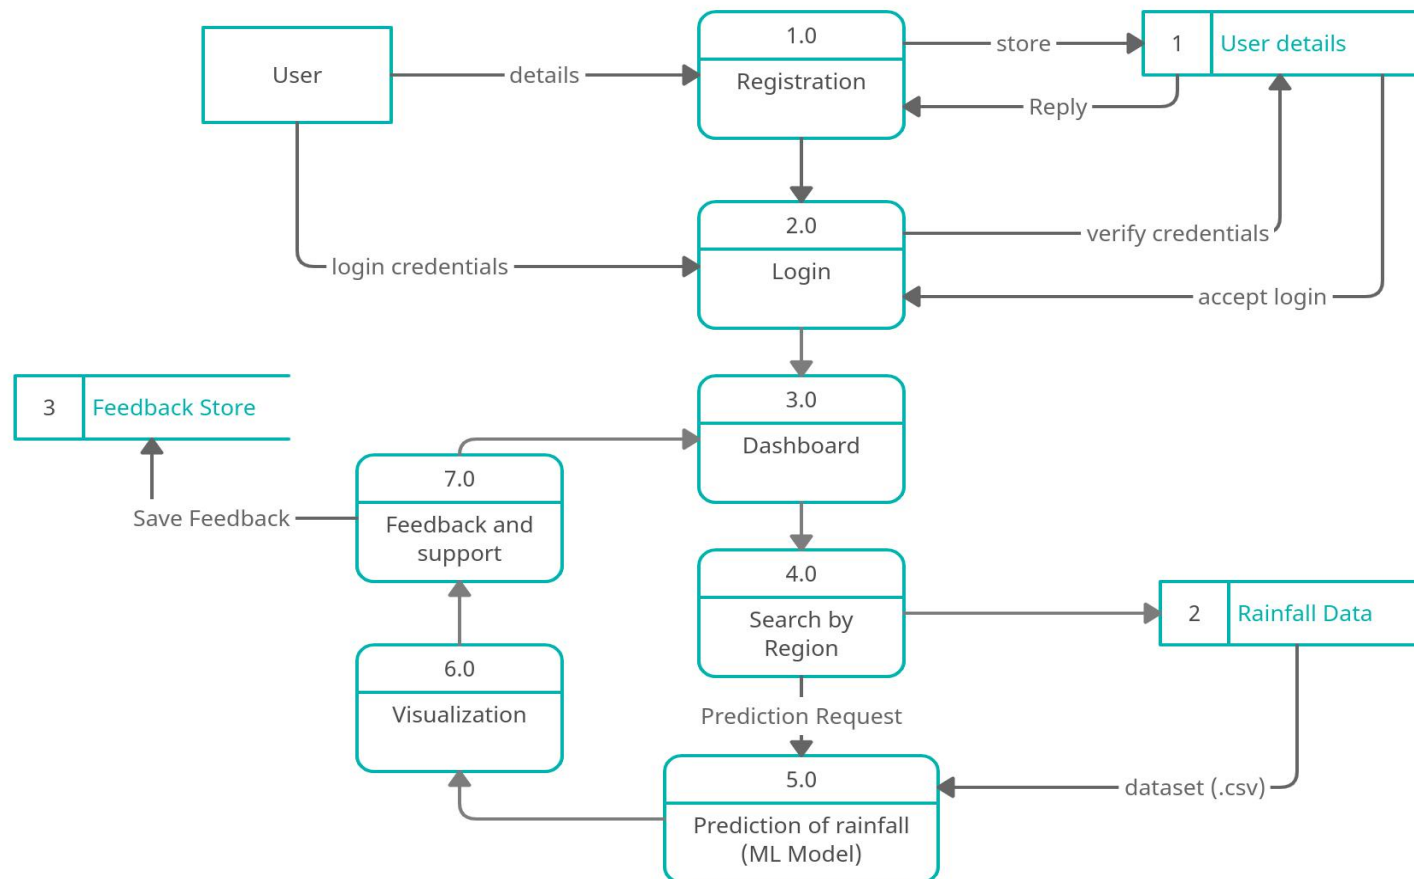 1.0
store
1
User details
User
details
Registration
Reply
2.0
verify credentials
login credentials
Login
accept login
3
Feedback Store
3.0
Dashboard
7.0
Save Feedback
Feedback and
support
4.0
Search by
Region
2
Rainfall Data
6.0
Visualization
Prediction Request
5.0
dataset (.csv)
Prediction of rainfall
(ML Model)